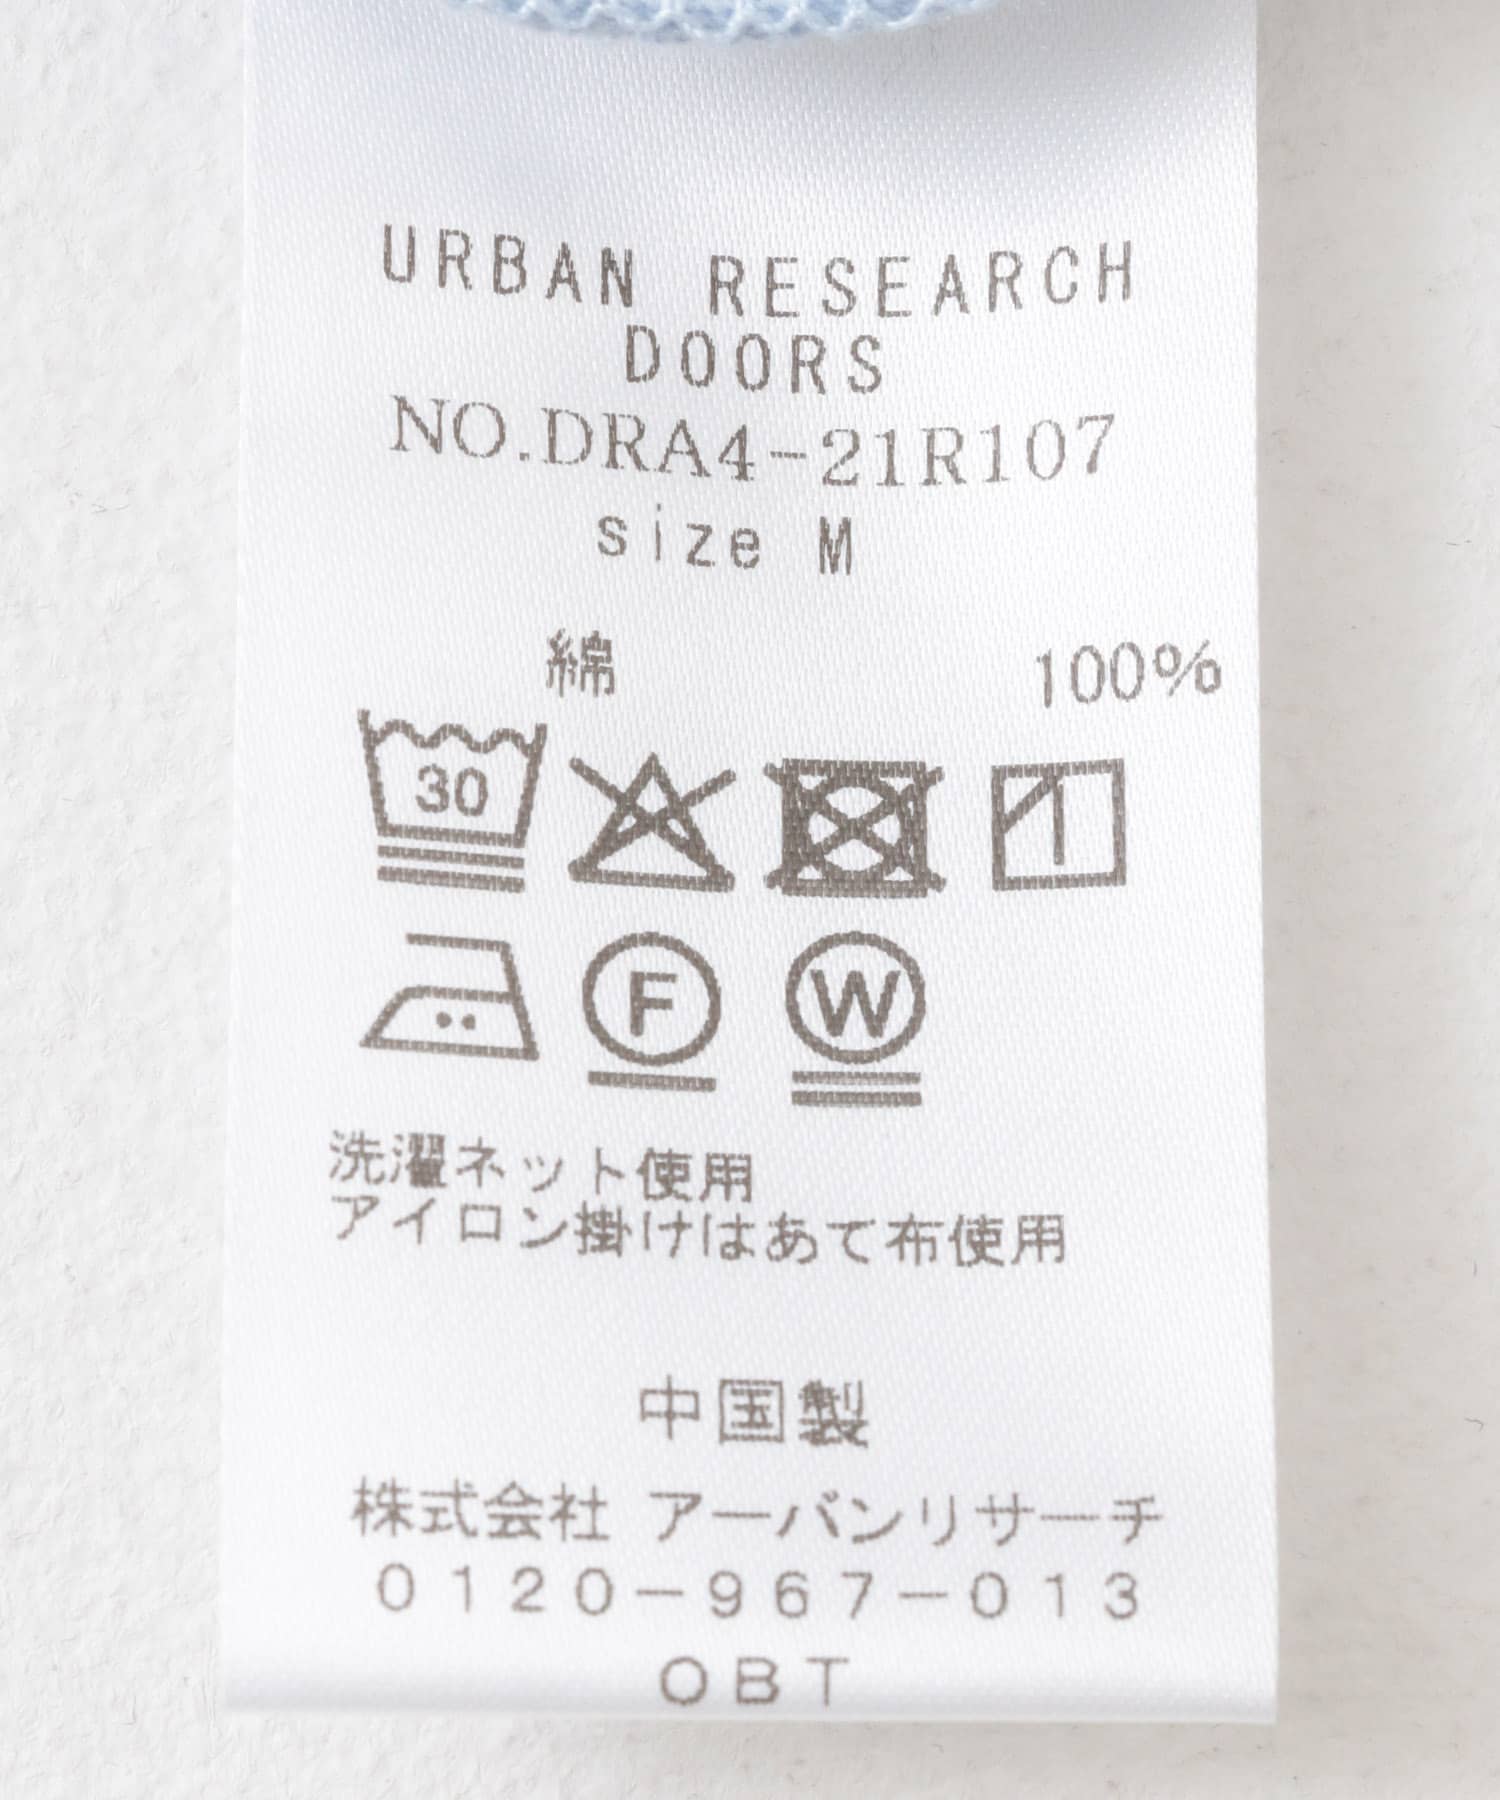 URBAN RESEARCH
DOORS
NO.DRA4-21R107
size M
綿 100%
30
F W
洗濯ネット使用
アイロン掛けはあて布使用
中国製
株式会社 アーバンリサーチ
0120-967-013
OBT